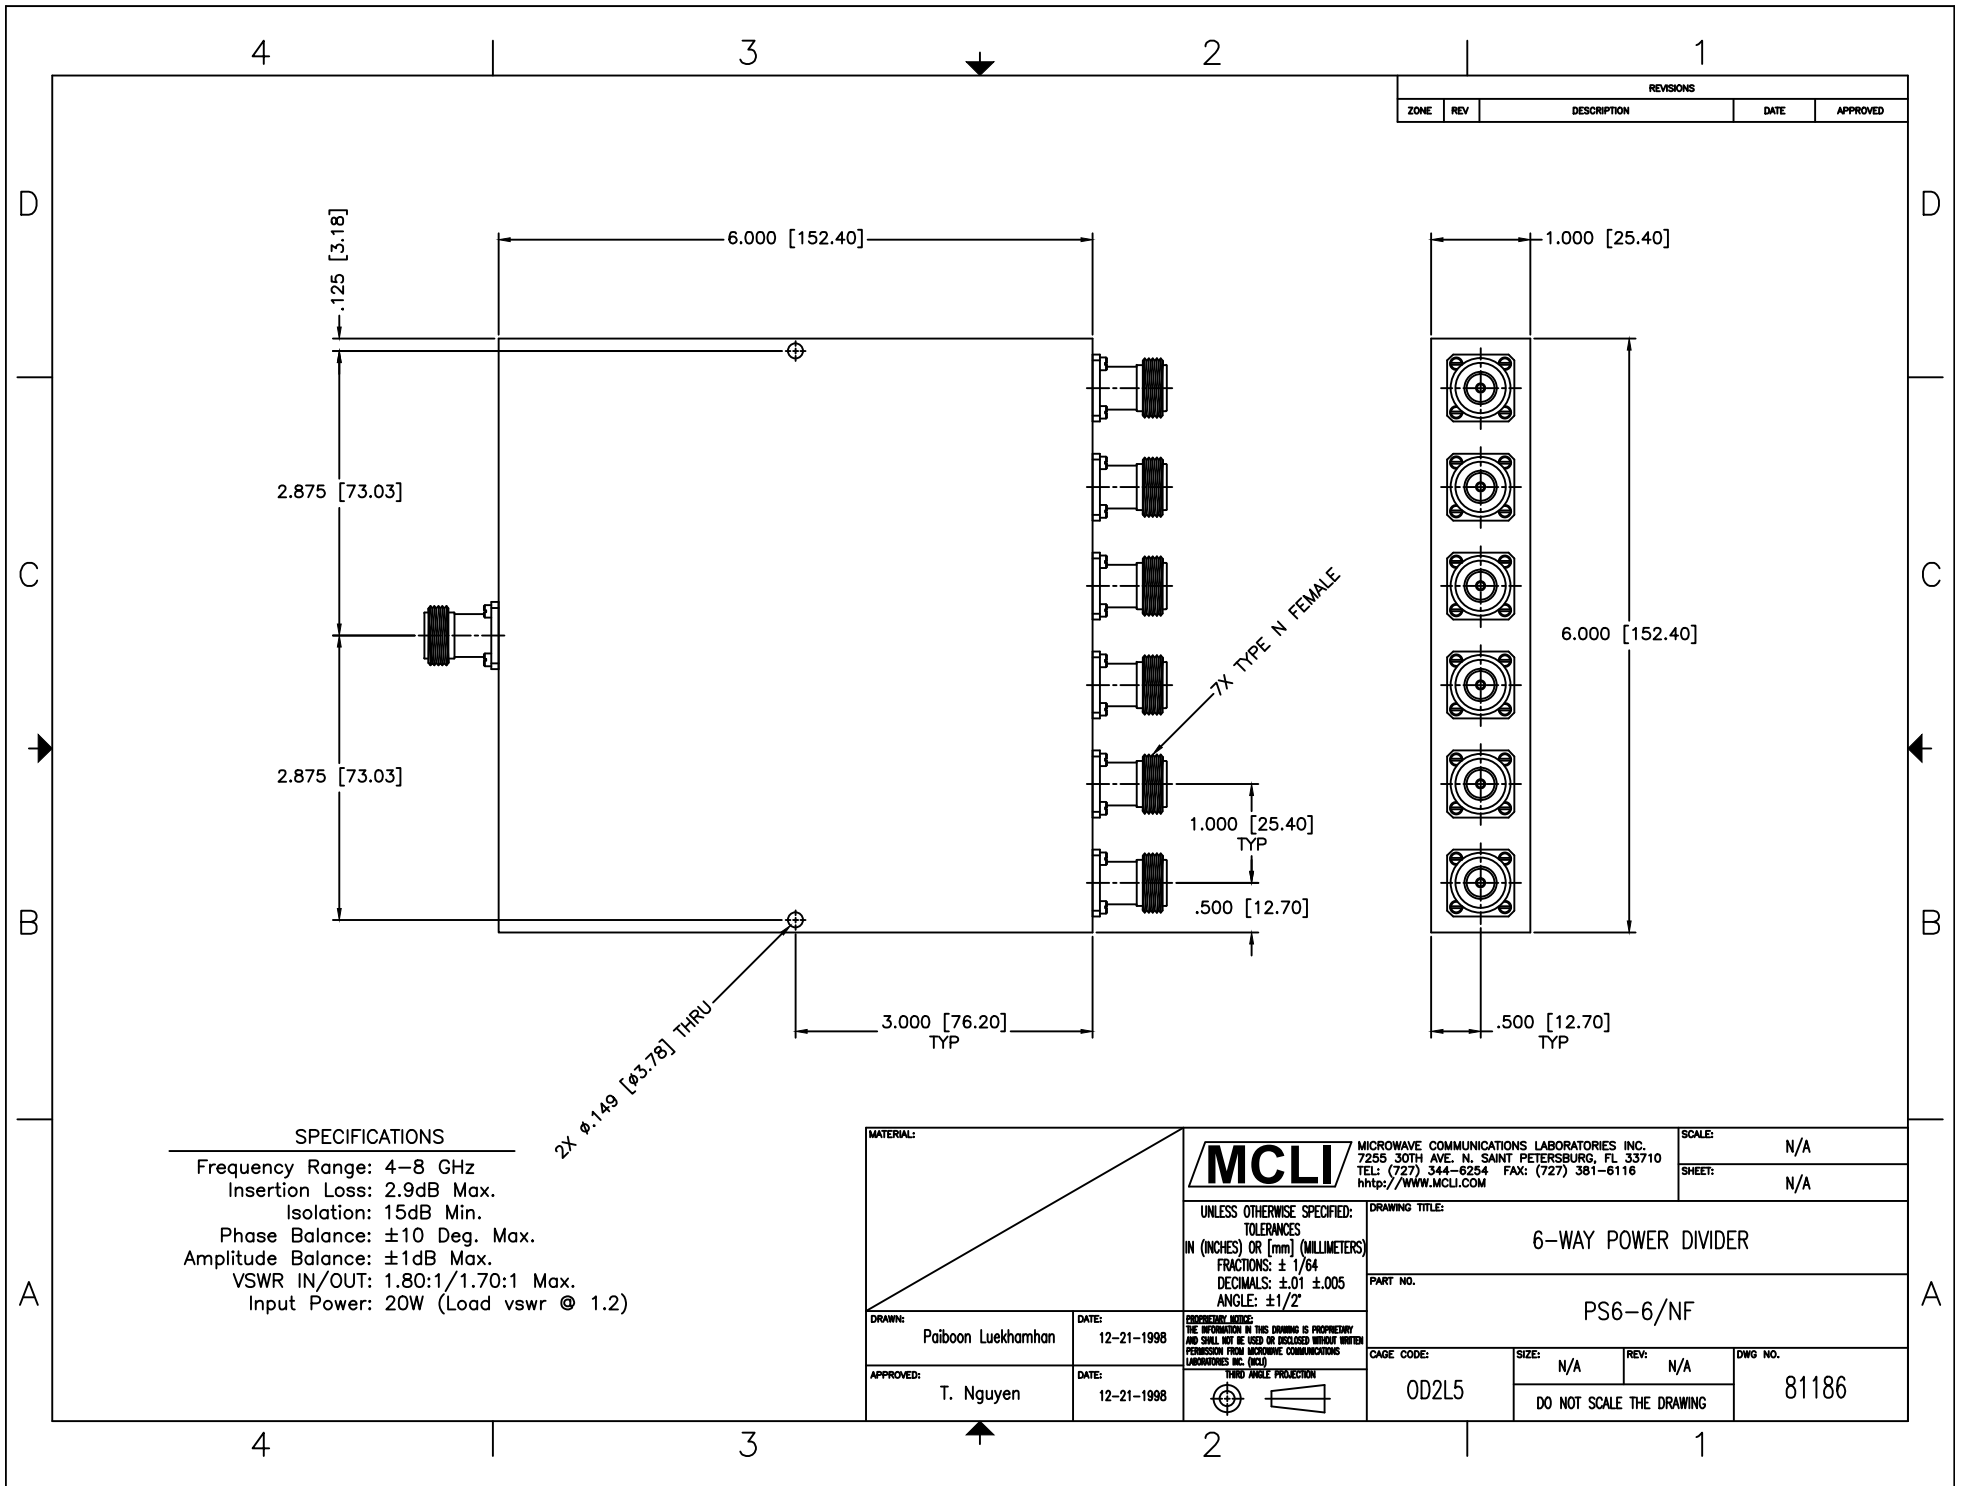 4 3 2 1
REVISIONS
ZONE REV DESCRIPTION DATE APPROVED
D D
.125 [3.18]
6.000 [152.40]
1.000 [25.40]
2.875 [73.03]
C C
7X TYPE N FEMALE
6.000 [152.40]
2.875 [73.03]
1.000 [25.40]
TYP
.500 [12.70]
B B
2X ø.149 [ø3.78] THRU
3.000 [76.20]
TYP
.500 [12.70]
TYP
SPECIFICATIONS
Frequency Range: 4-8 GHz
Insertion Loss: 2.9dB Max.
Isolation: 15dB Min.
Phase Balance: ±10 Deg. Max.
Amplitude Balance: ±1dB Max.
VSWR IN/OUT: 1.80:1/1.70:1 Max.
Input Power: 20W (Load vswr @ 1.2)
A A
MATERIAL:
MCLI
MICROWAVE COMMUNICATIONS LABORATORIES INC.
7255 30TH AVE. N. SAINT PETERSBURG, FL 33710
TEL: (727) 344-6254 FAX: (727) 381-6116
hhtp://WWW.MCLI.COM
SCALE: N/A
SHEET: N/A
UNLESS OTHERWISE SPECIFIED:
TOLERANCES
IN (INCHES) OR [mm] (MILLIMETERS)
FRACTIONS: ± 1/64
DECIMALS: ±.01 ±.005
ANGLE: ±1/2°
DRAWING TITLE:
6-WAY POWER DIVIDER
PART NO.
PS6-6/NF
DRAWN: Paiboon Luekhamhan
DATE: 12-21-1998
PROPRIETARY NOTICE:
THE INFORMATION IN THIS DRAWING IS PROPRIETARY
AND SHALL NOT BE USED OR DISCLOSED WITHOUT WRITTEN
PERMISSION FROM MICROWAVE COMMUNICATIONS
LABORATORIES INC. (MCLI)
APPROVED: T. Nguyen
DATE: 12-21-1998
THIRD ANGLE PROJECTION
CAGE CODE:
0D2L5
SIZE: N/A
REV: N/A
DO NOT SCALE THE DRAWING
DWG NO.
81186
4 3 2 1